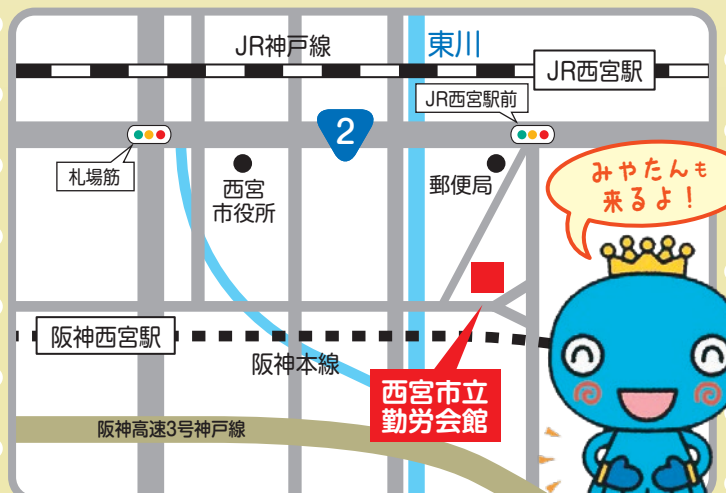 JR神戸線
東川
JR西宮駅
JR西宮駅前
2
札場筋
西宮
市役所
郵便局
みやたんも
来るよ!
阪神西宮駅
阪神本線
西宮市立
勤労会館
阪神高速3号神戸線